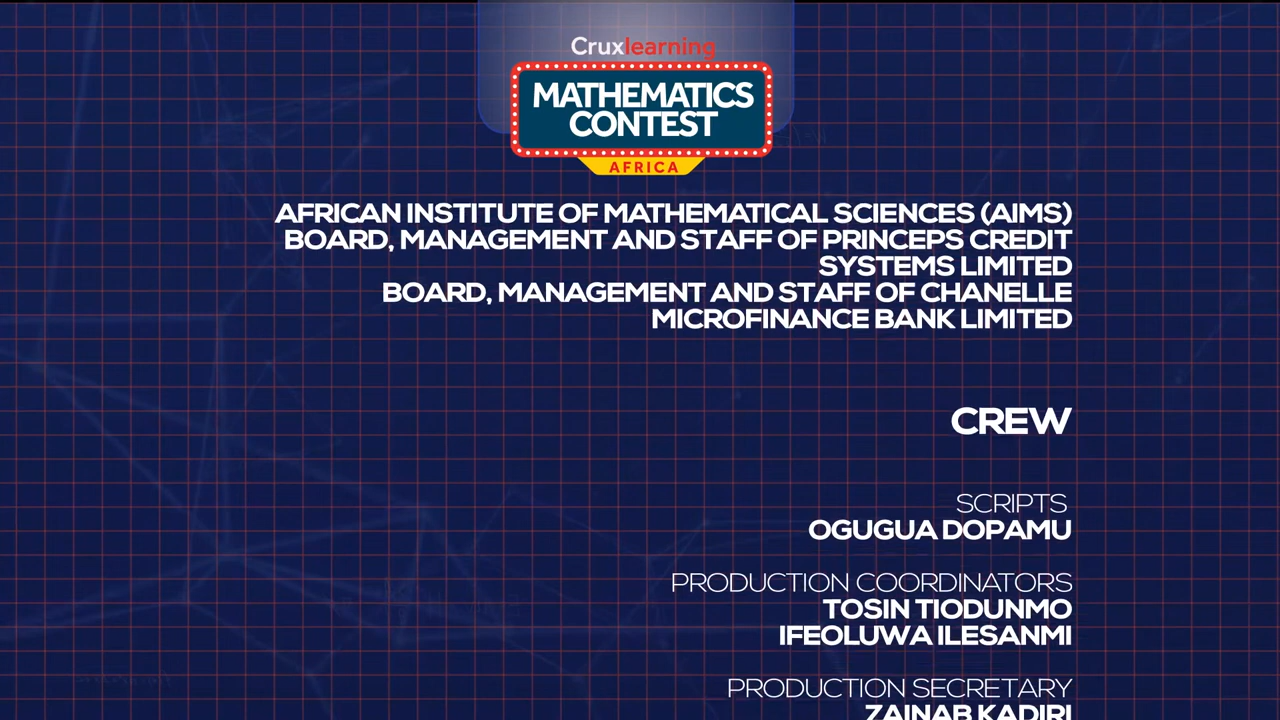 Cruxlearning
MATHEMATICS
CONTEST
AFRICA
AFRICAN INSTITUTE OF MATHEMATICAL SCIENCES (AIMS)
BOARD, MANAGEMENT AND STAFF OF PRINCEPS CREDIT
SYSTEMS LIMITED
BOARD, MANAGEMENT AND STAFF OF CHANELLE
MICROFINANCE BANK LIMITED
CREW
SCRIPTS
OGUGUA DOPAMU
PRODUCTION COORDINATORS
TOSIN TIODUNMO
IFEOLUWA ILESANMI
PRODUCTION SECRETARY
ZAINAB KADIRI